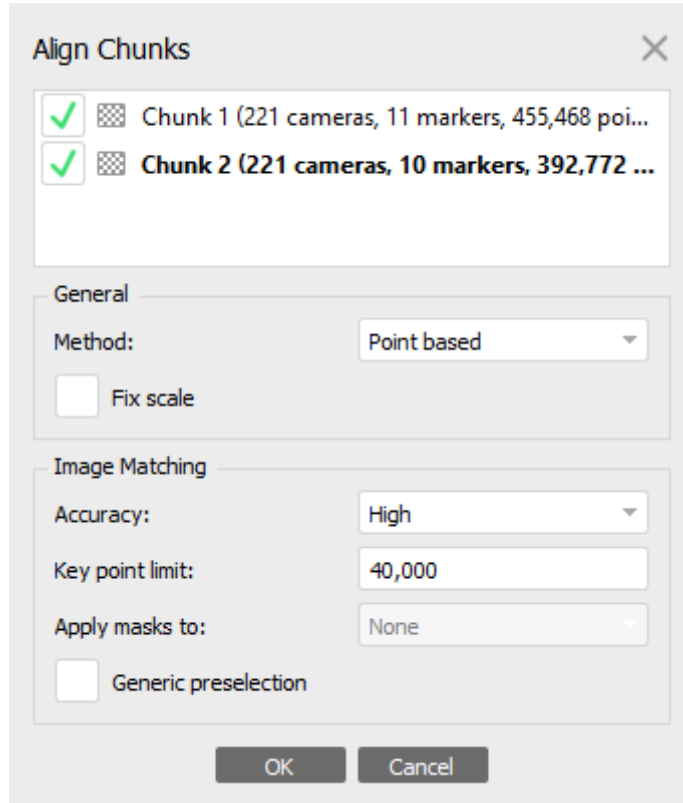 Align Chunks
Chunk 1 (221 cameras, 11 markers, 455,468 poi...
Chunk 2 (221 cameras, 10 markers, 392,772 ...
General
Method: Point based
Fix scale
Image Matching
Accuracy: High
Key point limit: 40,000
Apply masks to: None
Generic preselection
OK Cancel